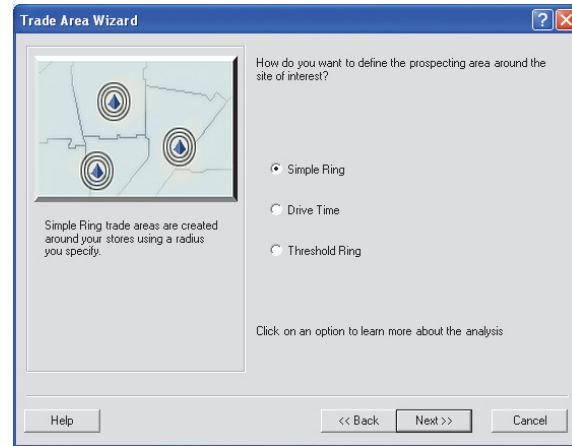 Trade Area Wizard
How do you want to define the prospecting area around the
site of interest?
Simple Ring
Drive Time
Threshold Ring
Simple Ring trade areas are created
around your stores using a radius
you specify.
Click on an option to learn more about the analysis
Help
<< Back
Next >>
Cancel